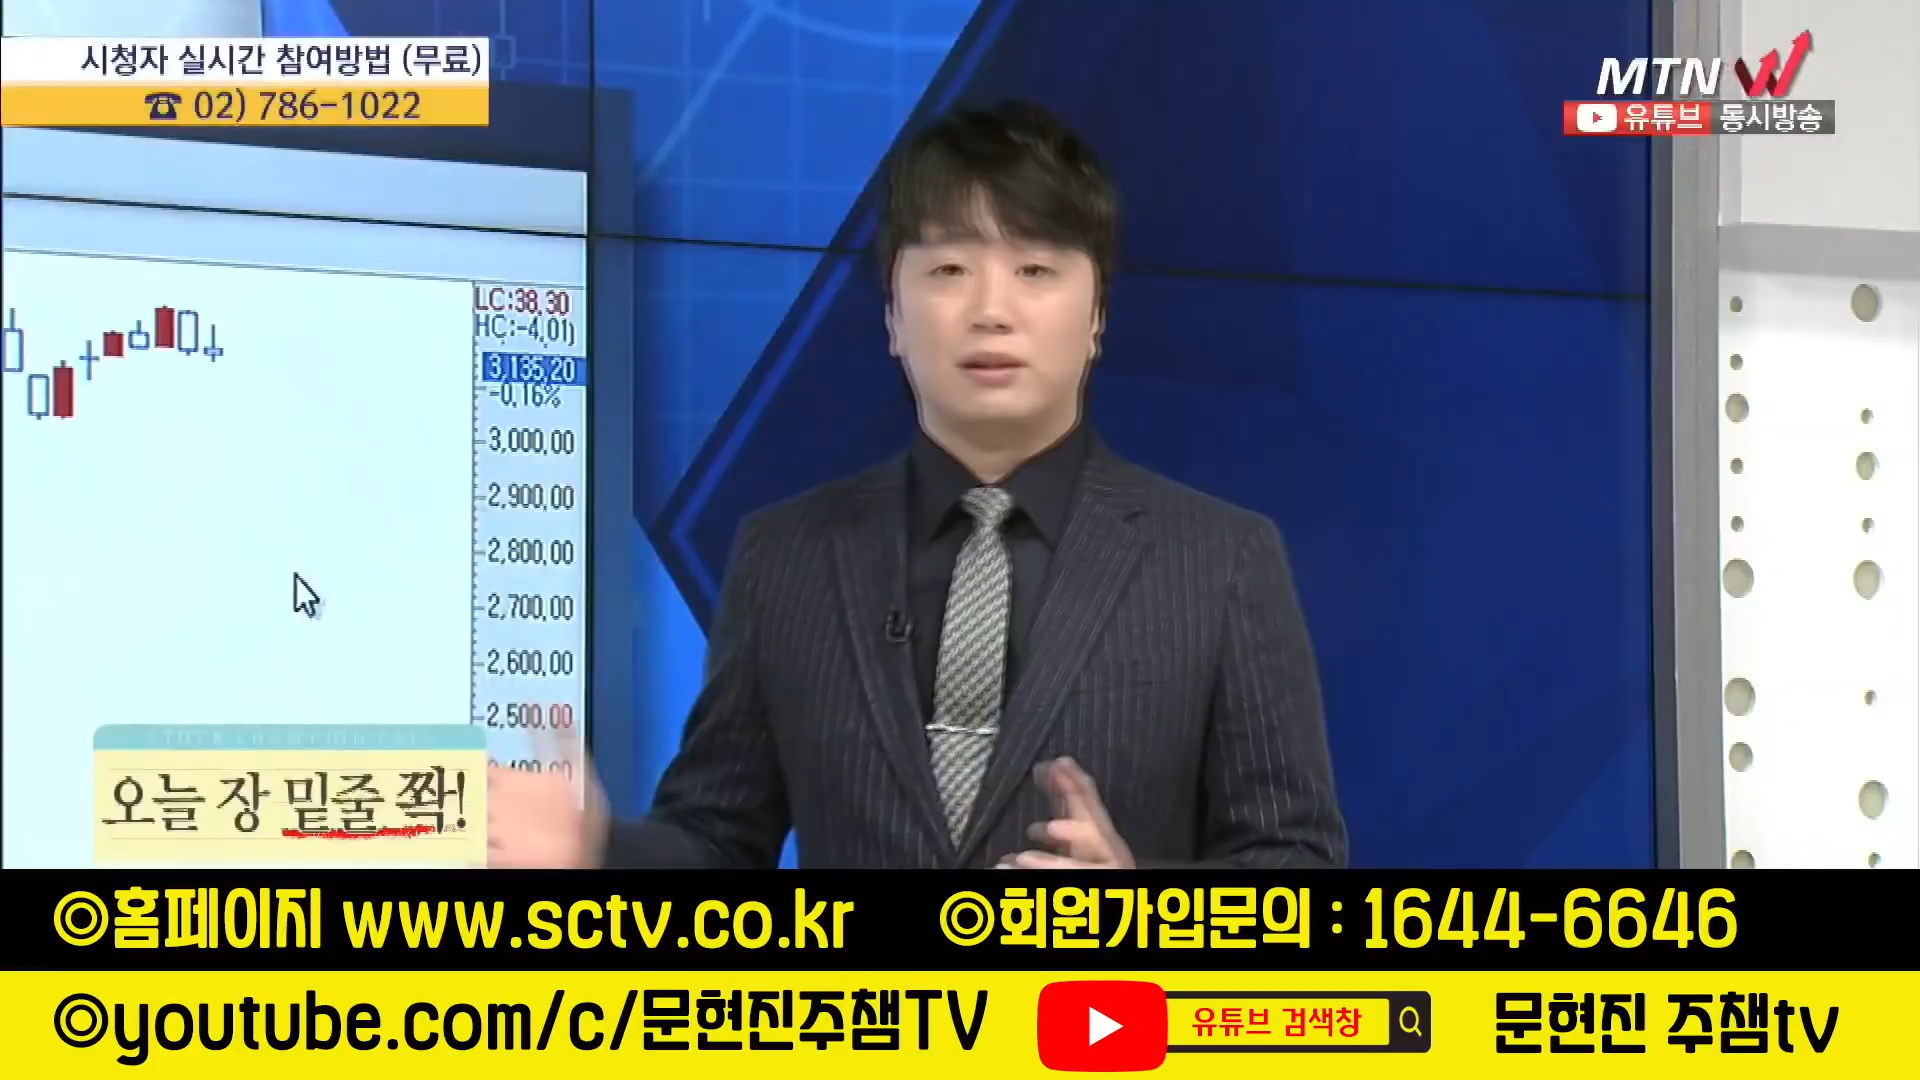 시청자 실시간 참여방법 (무료)
☎ 02) 786-1022
MTN W
유튜브 동시방송
LC:38,30
HC:-4,01)
3,135,20
-0,16%
3,000,00
2,900,00
2,800,00
2,700,00
2,600,00
2,500,00
오늘 장 밑줄 쫙!
◎홈페이지 www.sctv.co.kr ◎회원가입문의 : 1644-6646
◎youtube.com/c/문현진주챔TV 유튜브 검색창 문현진 주챔tv